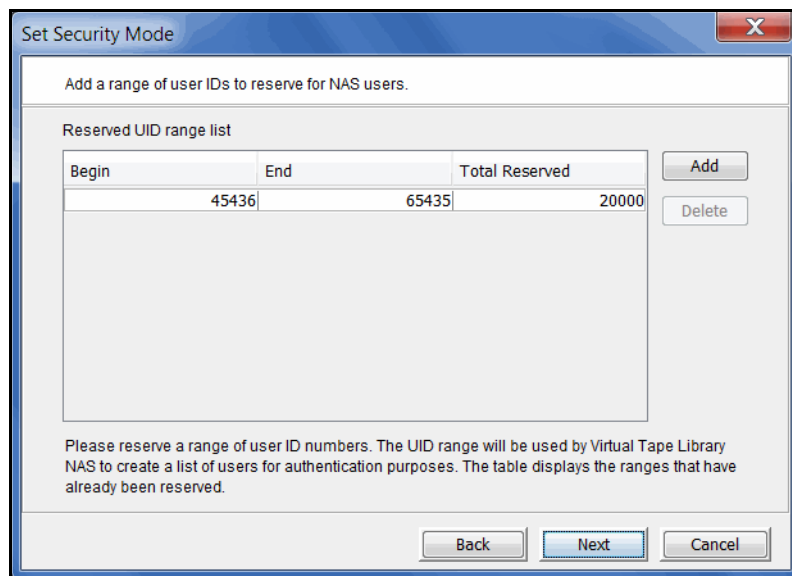 Set Security Mode
X
Add a range of user IDs to reserve for NAS users.
Reserved UID range list
Begin End Total Reserved
45436 65435 20000
Add
Delete
Please reserve a range of user ID numbers. The UID range will be used by Virtual Tape Library
NAS to create a list of users for authentication purposes. The table displays the ranges that have
already been reserved.
Back Next Cancel